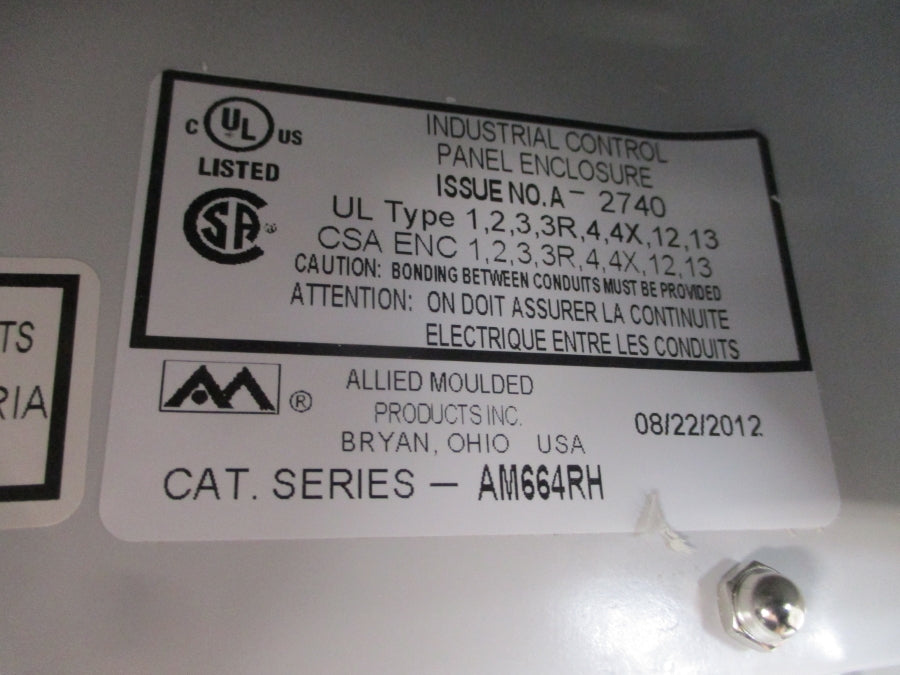 C UL US
LISTED
SA
INDUSTRIAL CONTROL
PANEL ENCLOSURE
ISSUE NO. A- 2740
UL Type 1,2,3,3R,4,4X,12,13
CSA ENC 1,2,3,3R,4,4X,12,13
CAUTION: BONDING BETWEEN CONDUITS MUST BE PROVIDED
ATTENTION: ON DOIT ASSURER LA CONTINUITE
ELECTRIQUE ENTRE LES CONDUITS
ALLIED MOULDED
PRODUCTS INC.
BRYAN, OHIO USA
08/22/2012
CAT. SERIES - AM664RH
®
TS
RIA